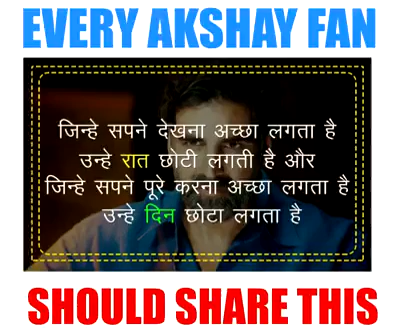 EVERY AKSHAY FAN
जिन्हे सपने देखना अच्छा लगता है
उन्हे रात छोटी लगती है और
जिन्हे सपने पूरे करना अच्छा लगता है
उन्हे दिन छोटा लगता है
SHOULD SHARE THIS